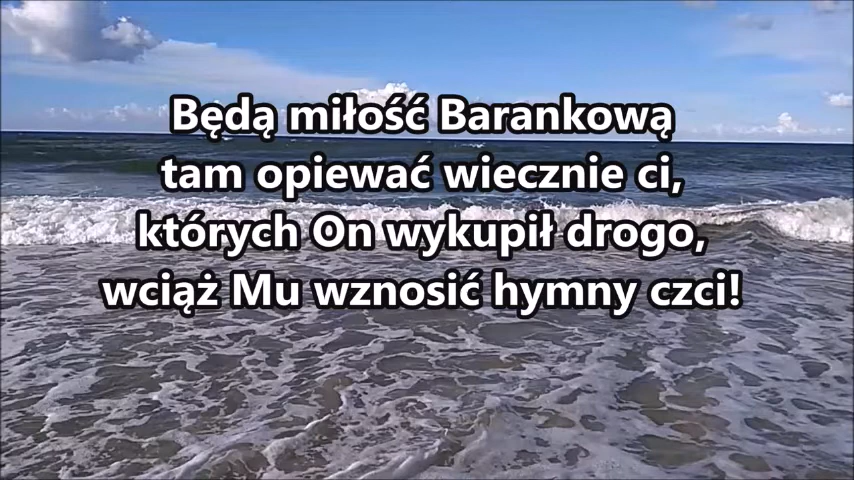 Będą miłość Barankową
tam opiewać wiecznie ci,
których On wykupił drogo,
wciąż Mu wznosić hymny czci!